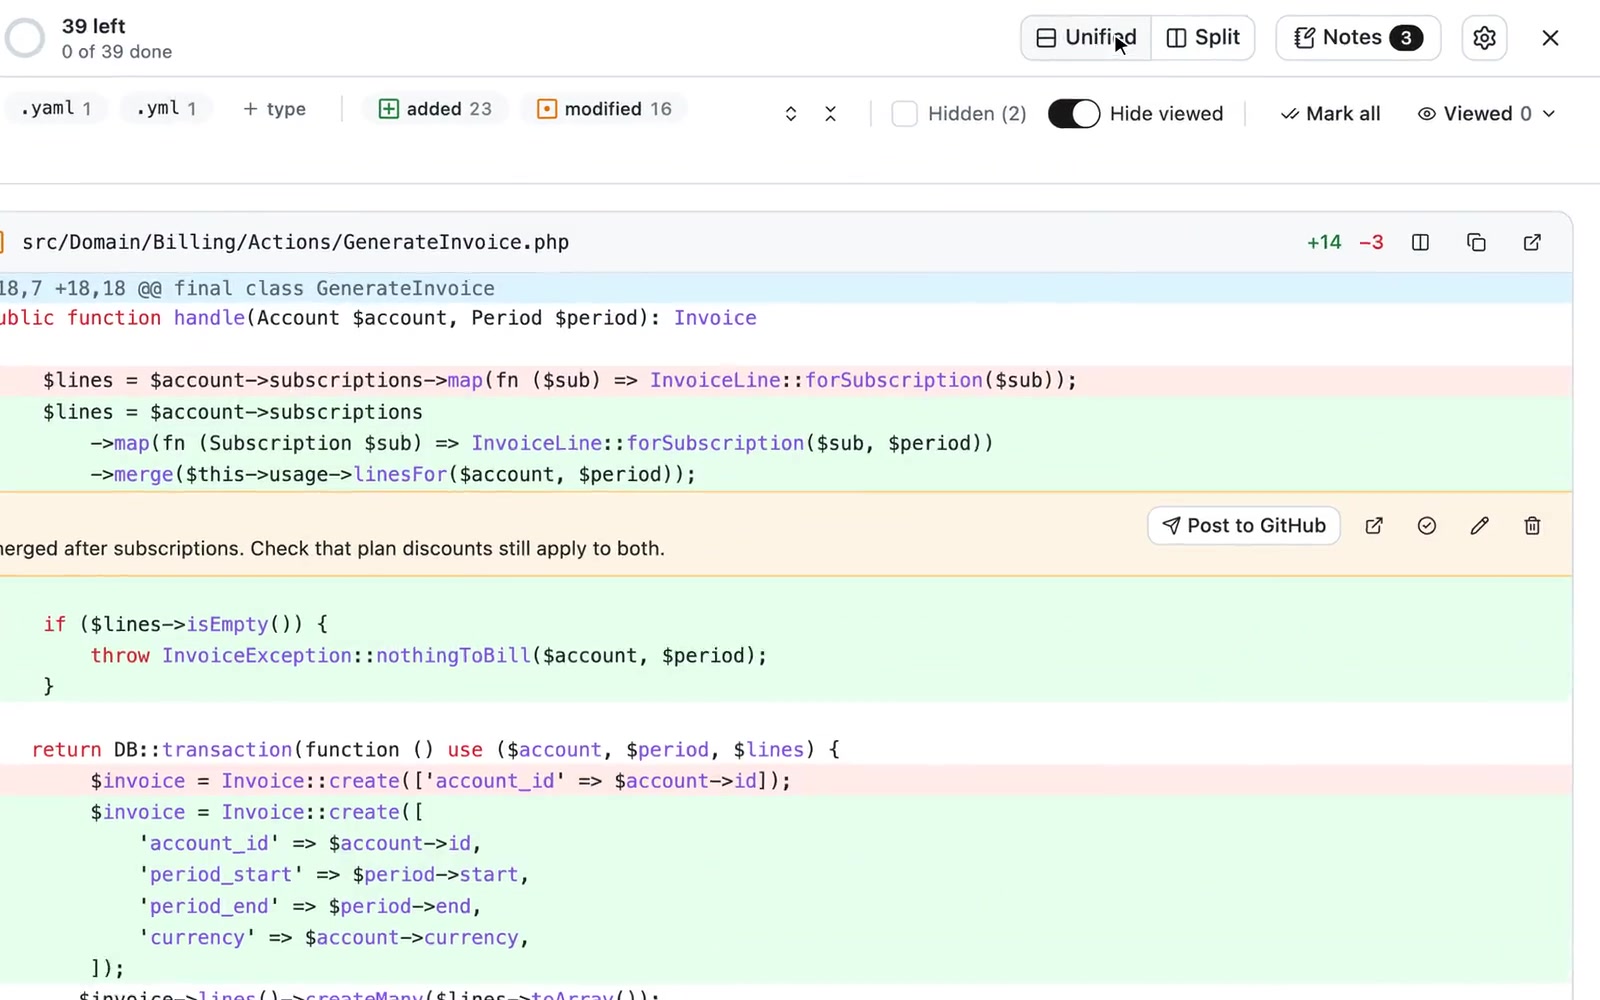 39 left
0 of 39 done
Unified
Split
Notes 3
.yaml 1
.yml 1
+ type
added 23
modified 16
Hidden (2)
Hide viewed
Mark all
Viewed 0
src/Domain/Billing/Actions/GenerateInvoice.php
+14 −3
18,7 +18,18 @@ final class GenerateInvoice
ublic function handle(Account $account, Period $period): Invoice
$lines = $account->subscriptions->map(fn ($sub) => InvoiceLine::forSubscription($sub));
$lines = $account->subscriptions
->map(fn (Subscription $sub) => InvoiceLine::forSubscription($sub, $period))
->merge($this->usage->linesFor($account, $period));
Post to GitHub
nerged after subscriptions. Check that plan discounts still apply to both.
if ($lines->isEmpty()) {
throw InvoiceException::nothingToBill($account, $period);
}
return DB::transaction(function () use ($account, $period, $lines) {
$invoice = Invoice::create(['account_id' => $account->id]);
$invoice = Invoice::create([
'account_id' => $account->id,
'period_start' => $period->start,
'period_end' => $period->end,
'currency' => $account->currency,
]);
$invoice->lines()->createMany($lines->toArray());